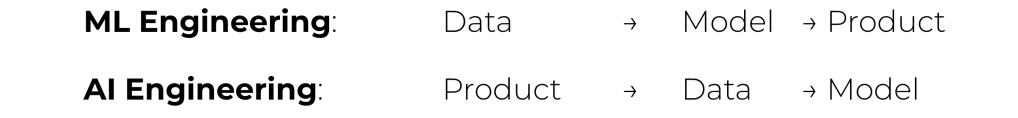 ML Engineering: Data → Model → Product
AI Engineering: Product → Data → Model